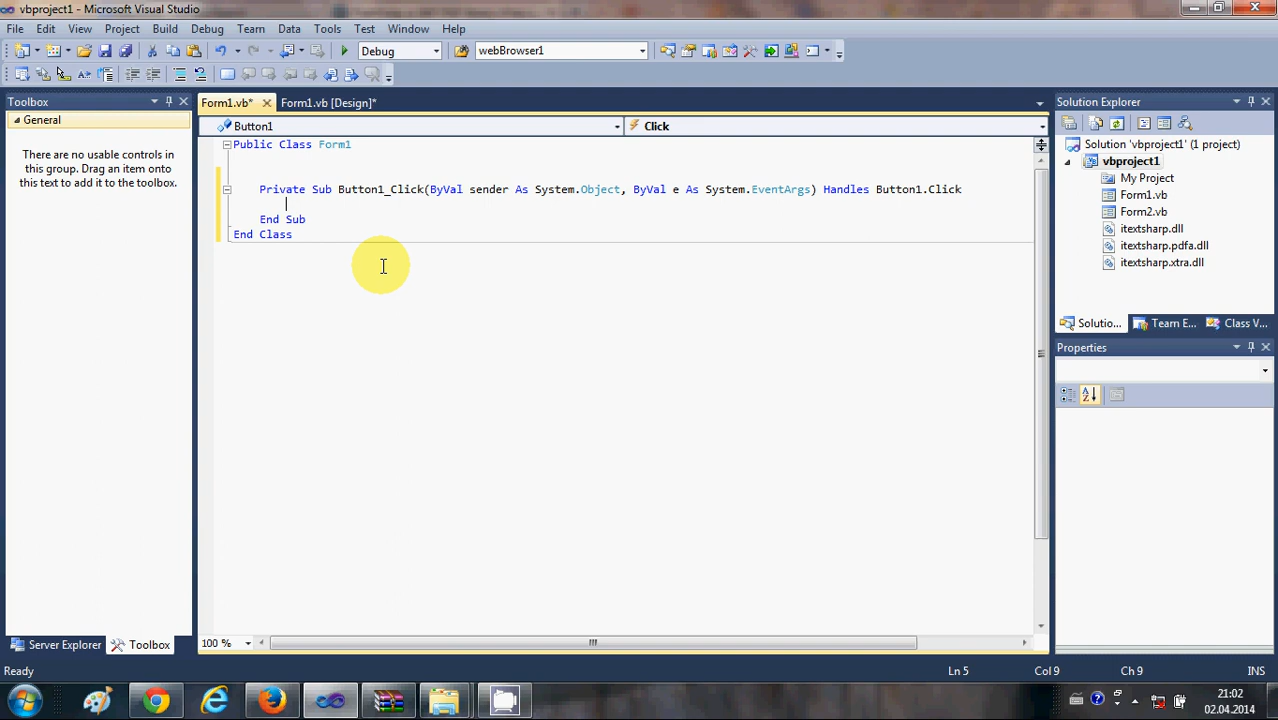 vbproject1 - Microsoft Visual Studio
File Edit View Project Build Debug Team Data Tools Test Window Help
Debug webBrowser1
Toolbox
General
There are no usable controls in
this group. Drag an item onto
this text to add it to the toolbox.
Server Explorer Toolbox
Form1.vb* Form1.vb [Design]*
Button1 Click
Public Class Form1
Private Sub Button1_Click(ByVal sender As System.Object, ByVal e As System.EventArgs) Handles Button1.Click
End Sub
End Class
100 %
Solution Explorer
Solution 'vbproject1' (1 project)
vbproject1
My Project
Form1.vb
Form2.vb
itextsharp.dll
itextsharp.pdfa.dll
itextsharp.xtra.dll
Solutio... Team E... Class V...
Properties
Ready Ln 5 Col 9 Ch 9 INS
21:02
02.04.2014